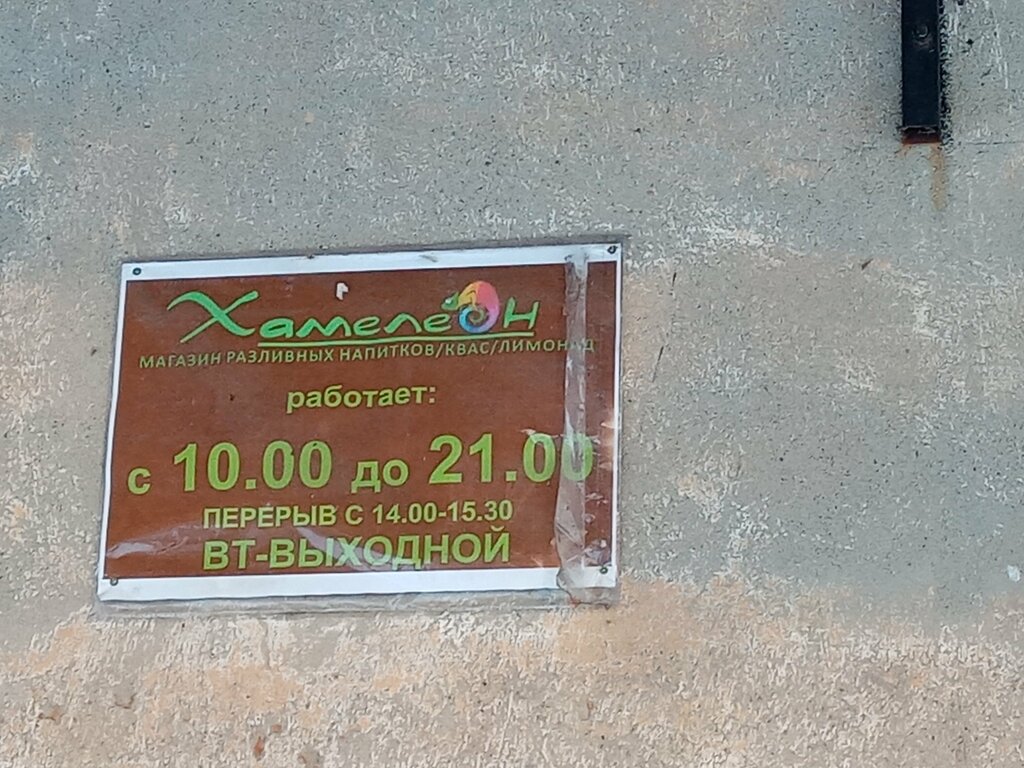 Хамелеон
МАГАЗИН РАЗЛИВНЫХ НАПИТКОВ/КВАС/ЛИМОНАД
работает:
с 10.00 до 21.00
ПЕРЕРЫВ С 14.00-15.30
ВТ-ВЫХОДНОЙ